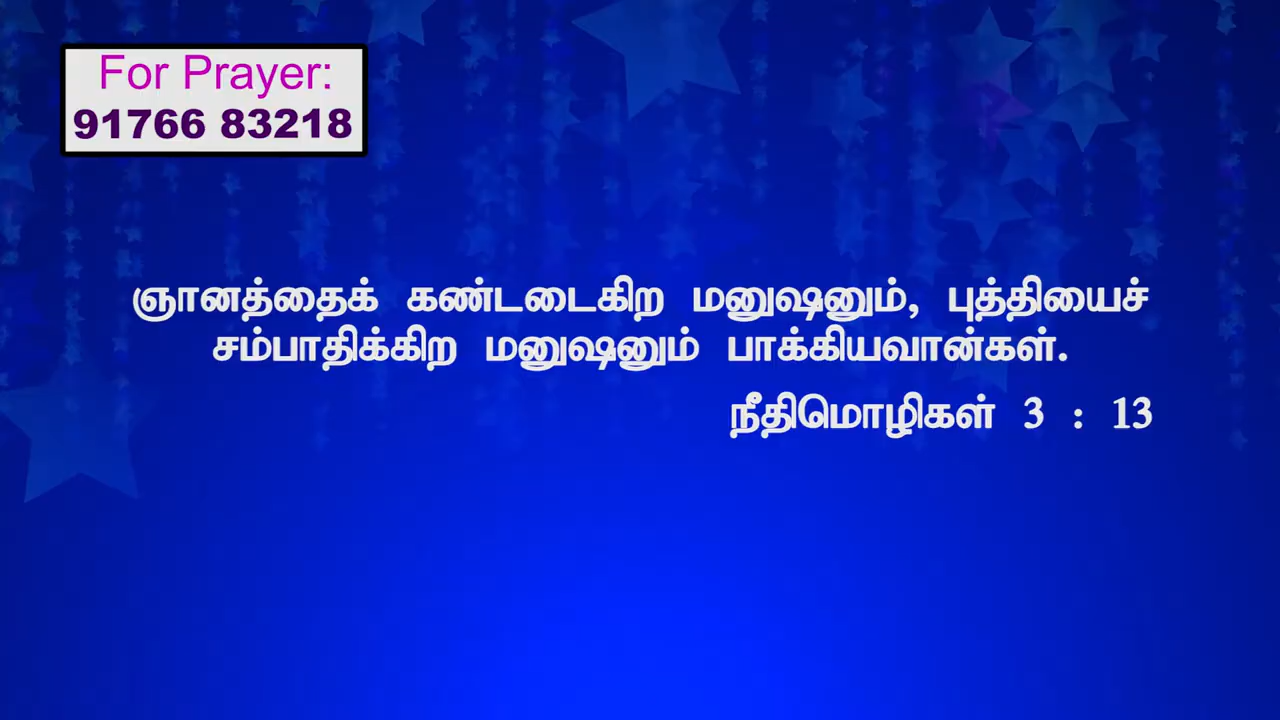 For Prayer:
91766 83218
ஞானத்தைக் கண்டடைகிற மனுஷனும், புத்தியைச்
சம்பாதிக்கிற மனுஷனும் பாக்கியவான்கள்.
நீதிமொழிகள் 3 : 13